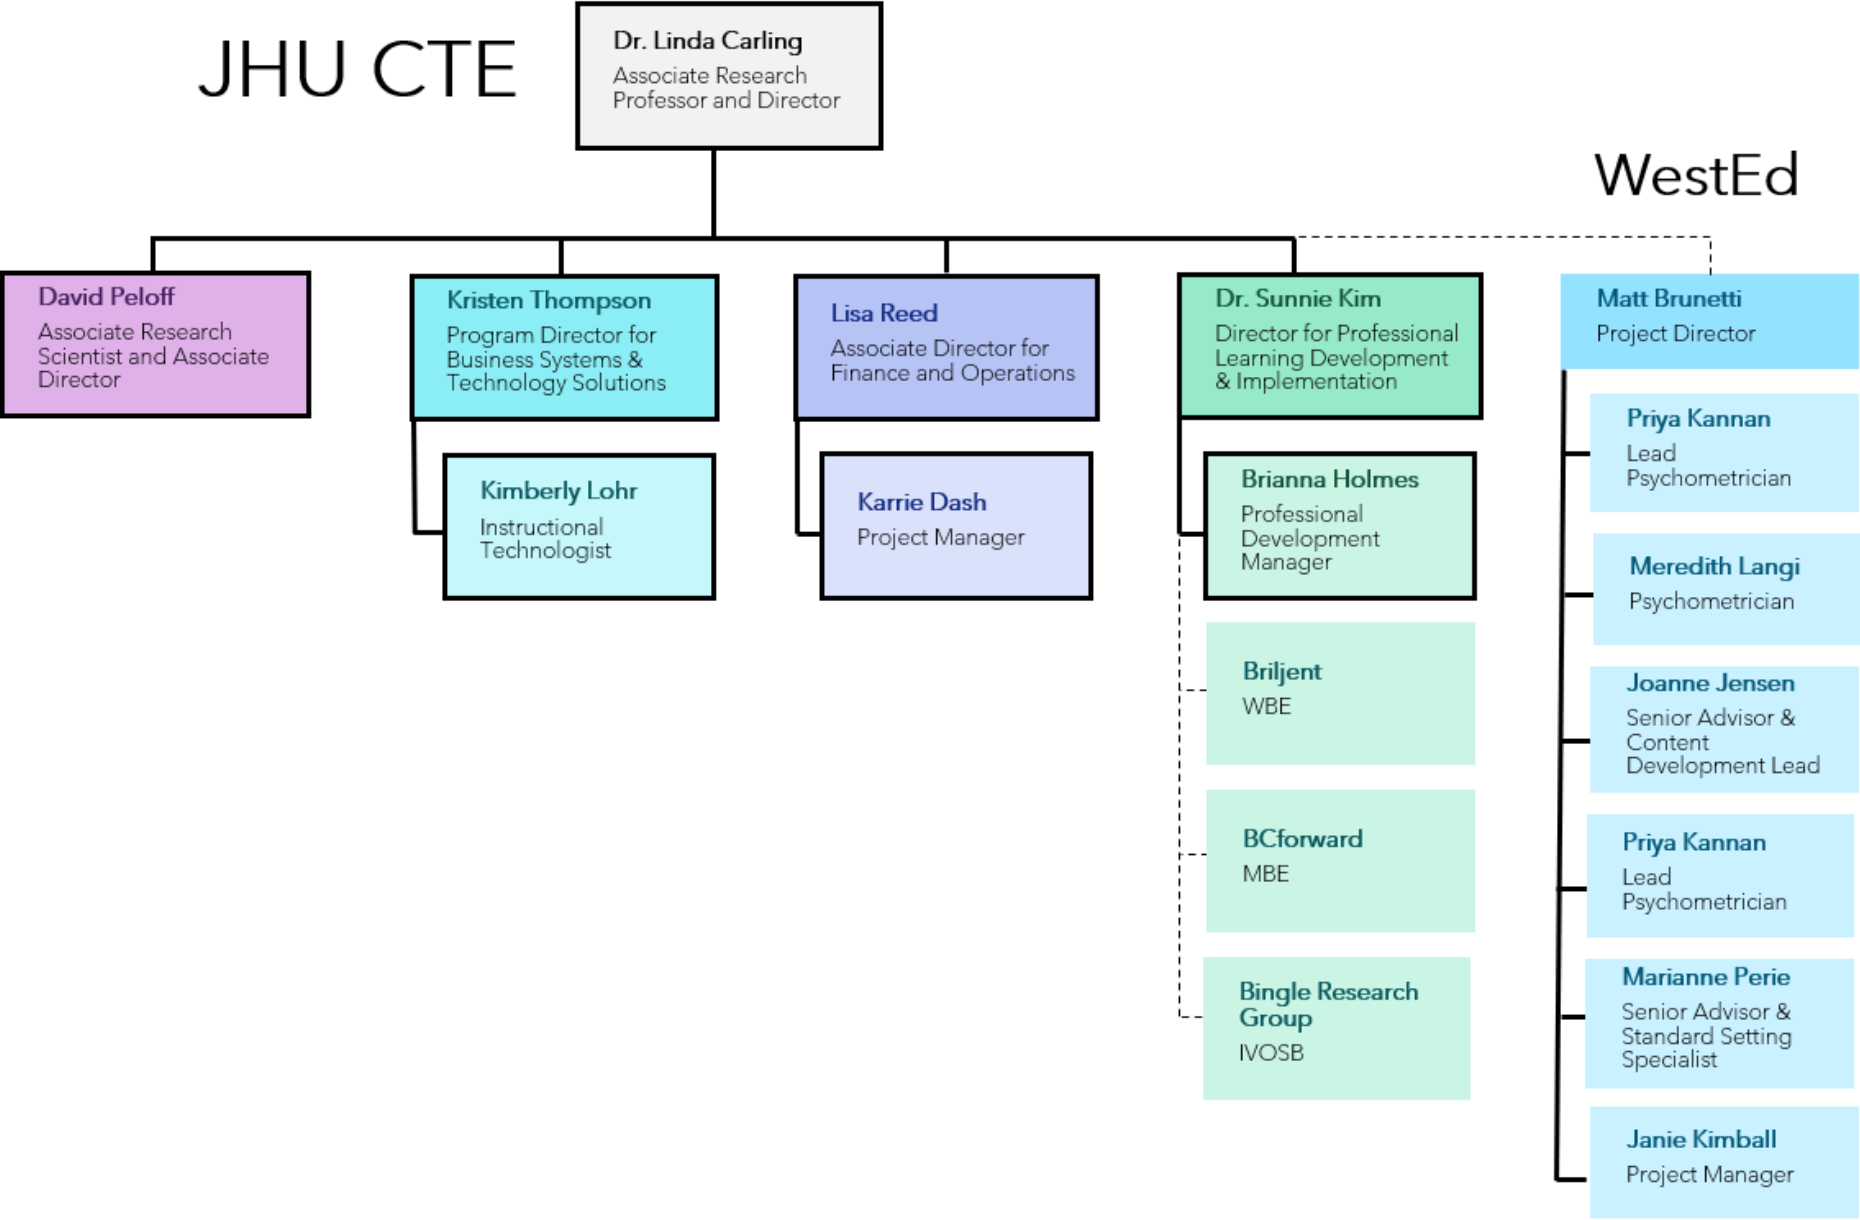 JHU CTE
Dr. Linda Carling
Associate Research
Professor and Director
WestEd
David Peloff
Associate Research
Scientist and Associate
Director
Kristen Thompson
Program Director for
Business Systems &
Technology Solutions
Kimberly Lohr
Instructional
Technologist
Lisa Reed
Associate Director for
Finance and Operations
Karrie Dash
Project Manager
Dr. Sunnie Kim
Director for Professional
Learning Development
& Implementation
Brianna Holmes
Professional
Development
Manager
Briljent
WBE
BCforward
MBE
Bingle Research
Group
IVOSB
Matt Brunetti
Project Director
Priya Kannan
Lead
Psychometrician
Meredith Langi
Psychometrician
Joanne Jensen
Senior Advisor &
Content
Development Lead
Priya Kannan
Lead
Psychometrician
Marianne Perie
Senior Advisor &
Standard Setting
Specialist
Janie Kimball
Project Manager